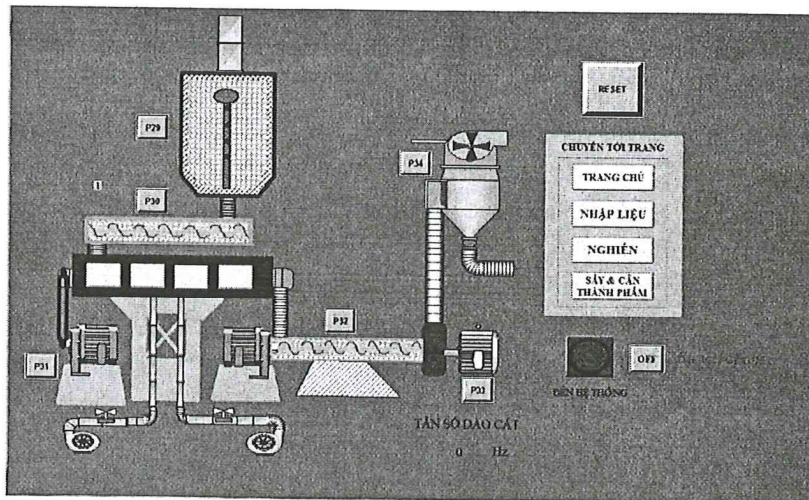 RESET
P29
P34
CHUYỂN TỚI TRANG
TRANG CHỦ
1
P30
NHẬP LIỆU
NGHIỀN
SẤY & CÂN
THÀNH PHẨM
P32
P31
OFF
P33
ĐÈN HỆ THỐNG
TẦN SỐ DAO CẮT
0 Hz